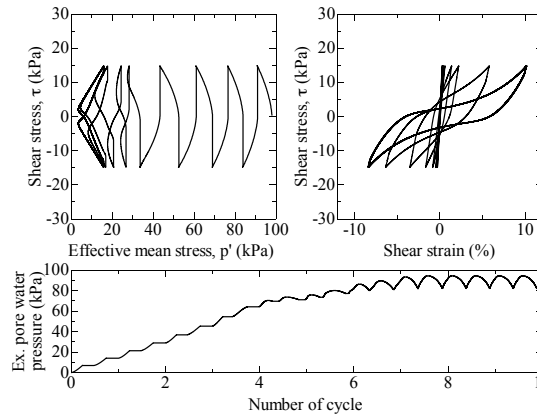 30
20
10
0
-10
-20
-30
Shear stress, τ (kPa)
0 20 40 60 80 100
Effective mean stress, p' (kPa)
30
20
10
0
-10
-20
-30
Shear stress, τ (kPa)
-10 0 10
Shear strain (%)
100
80
60
40
20
0
Ex. pore water
pressure (kPa)
0 2 4 6 8 10
Number of cycle